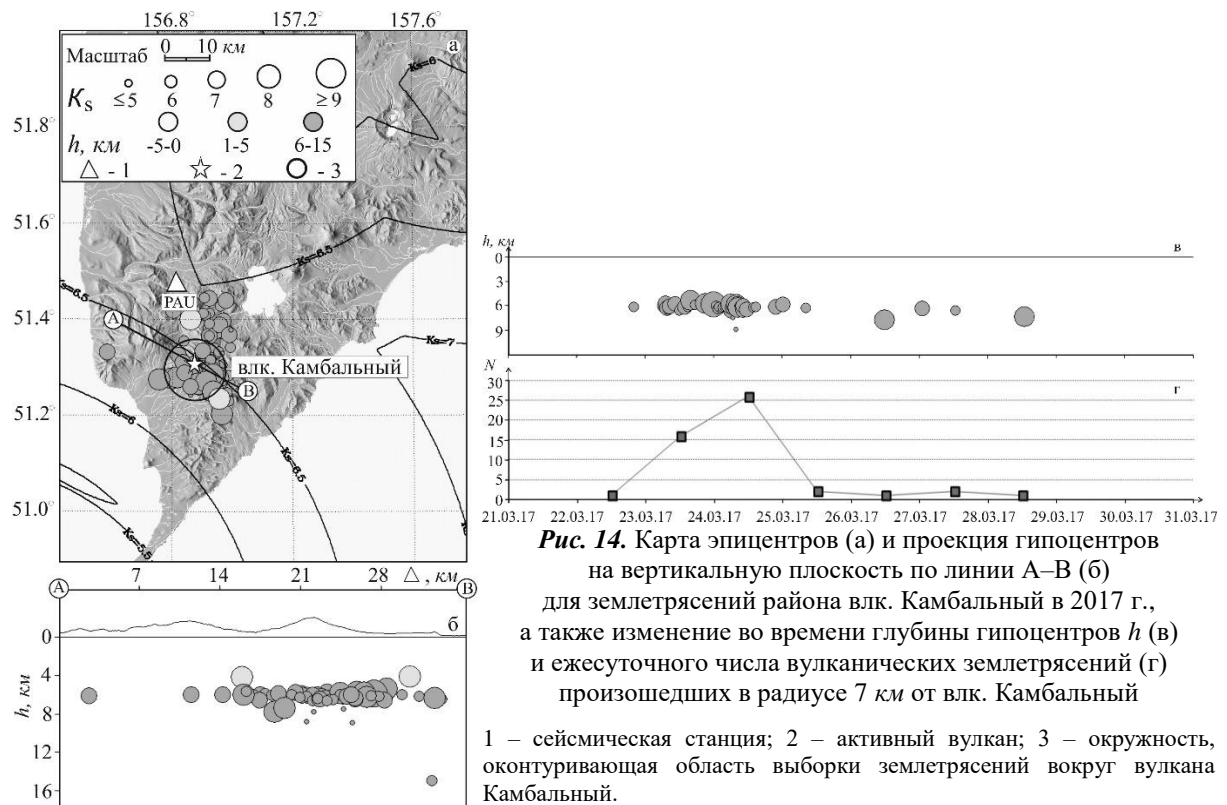 156.8° 157.2° 157.6°
а
Масштаб 0 10 км
Ks ≤5 6 7 8 ≥9
h, км -5-0 1-5 6-15
△ - 1 ☆ - 2 ○ - 3
51.8°
51.6°
51.4°
51.2°
51.0°
Ks=6
Ks=6.5
Ks=6.5
Ks=7
Ks=6
Ks=6.5
Ks=5.5
PAU
A
влк. Камбальный
B
A 7 14 21 28 △, км B
б
h, км
0
4
8
12
16
h, км
в
0
3
6
9
N
г
30
25
20
15
10
5
0
21.03.17 22.03.17 23.03.17 24.03.17 25.03.17 26.03.17 27.03.17 28.03.17 29.03.17 30.03.17 31.03.17
Рис. 14. Карта эпицентров (а) и проекция гипоцентров
на вертикальную плоскость по линии А–В (б)
для землетрясений района влк. Камбальный в 2017 г.,
а также изменение во времени глубины гипоцентров h (в)
и ежесуточного числа вулканических землетрясений (г)
произошедших в радиусе 7 км от влк. Камбальный
1 – сейсмическая станция; 2 – активный вулкан; 3 – окружность,
оконтуривающая область выборки землетрясений вокруг вулкана
Камбальный.